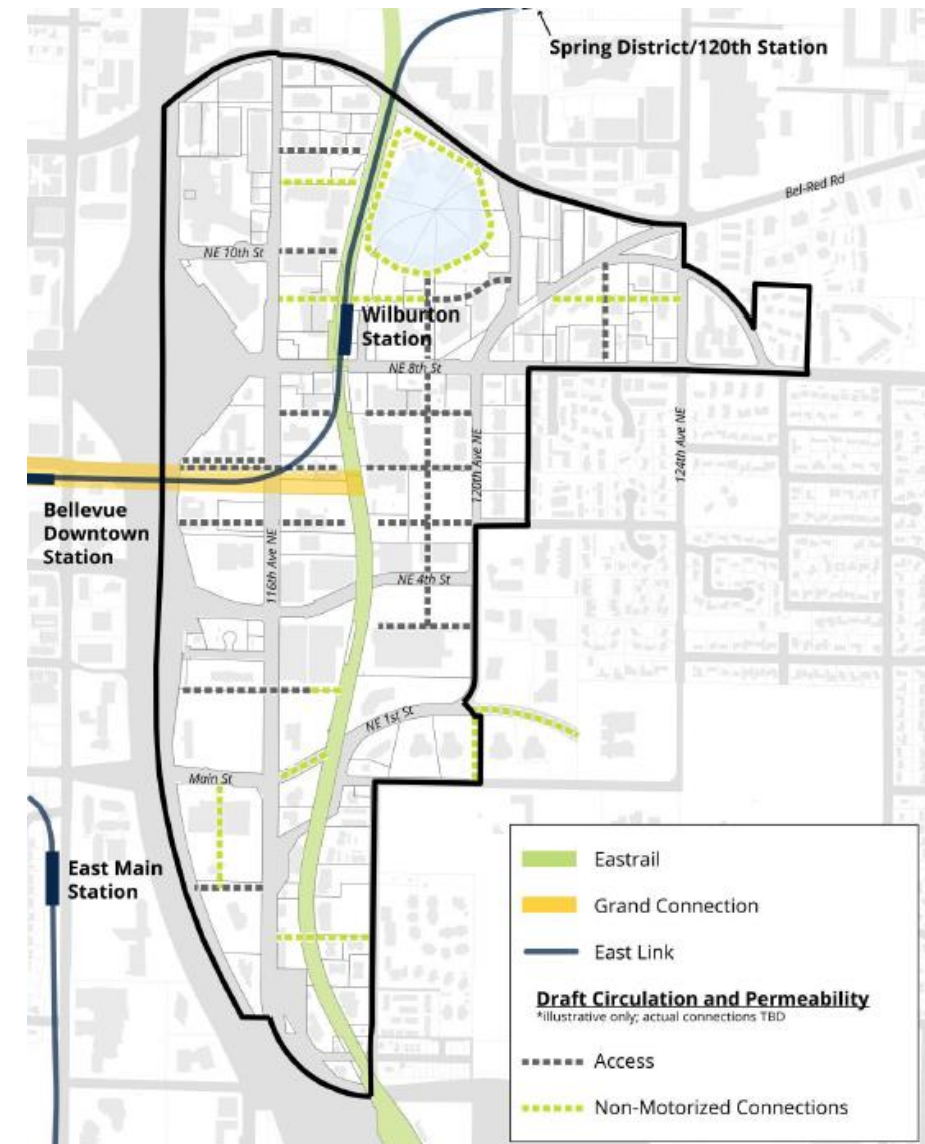 Spring District/120th Station
Bel-Red Rd
NE 10th St
Wilburton
Station
NE 8th St
120th Ave NE
124th Ave NE
Bellevue
Downtown
Station
116th Ave NE
NE 4th St
NE 1st St
Main St
East Main
Station
Eastrail
Grand Connection
East Link
Draft Circulation and Permeability
*illustrative only; actual connections TBD
Access
Non-Motorized Connections